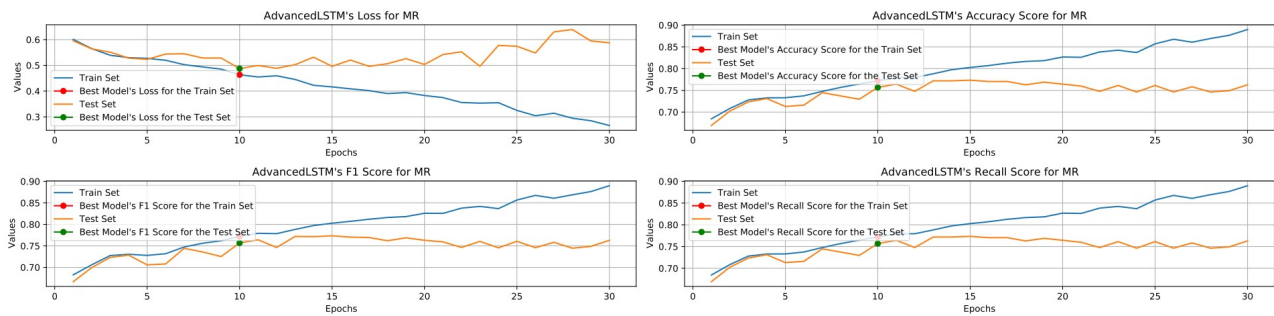 AdvancedLSTM's Loss for MR
0.6
0.5
0.4
0.3
Values
Train Set
Best Model's Loss for the Train Set
Test Set
Best Model's Loss for the Test Set
0 5 10 15 20 25 30
Epochs
AdvancedLSTM's Accuracy Score for MR
0.90
0.85
0.80
0.75
0.70
Values
Train Set
Best Model's Accuracy Score for the Train Set
Test Set
Best Model's Accuracy Score for the Test Set
0 5 10 15 20 25 30
Epochs
AdvancedLSTM's F1 Score for MR
0.90
0.85
0.80
0.75
0.70
Values
Train Set
Best Model's F1 Score for the Train Set
Test Set
Best Model's F1 Score for the Test Set
0 5 10 15 20 25 30
Epochs
AdvancedLSTM's Recall Score for MR
0.90
0.85
0.80
0.75
0.70
Values
Train Set
Best Model's Recall Score for the Train Set
Test Set
Best Model's Recall Score for the Test Set
0 5 10 15 20 25 30
Epochs